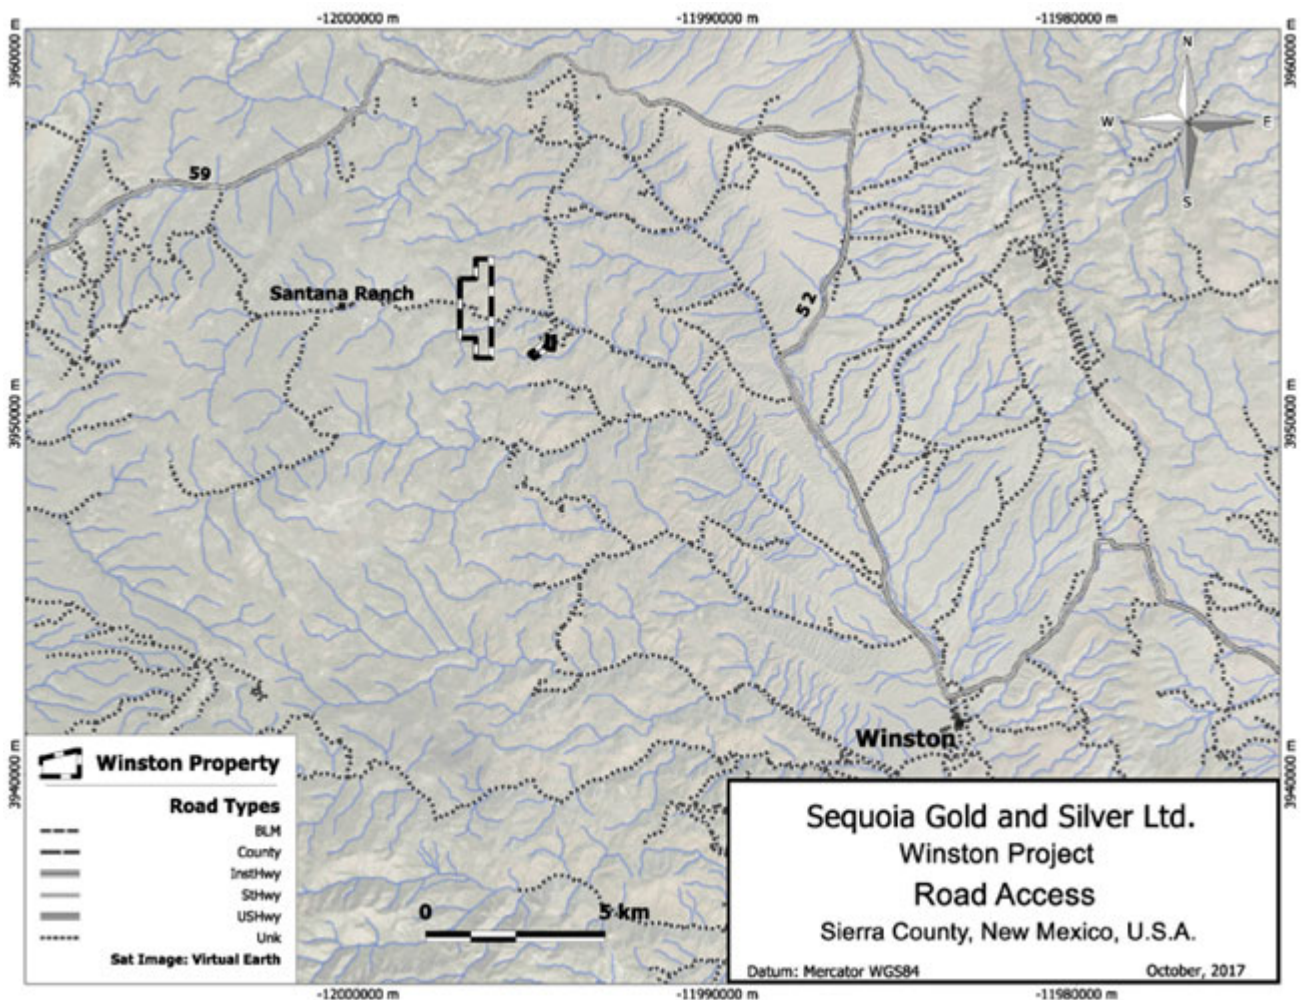 -12000000 m
-11990000 m
-11980000 m
3960000 m
E
3960000 m
E
N
W
E
S
59
52
Santana Ranch
3950000 m
3950000 m
Winston
3940000 m
3940000 m
Winston Property
Road Types
BLM
County
InstHwy
StHwy
USHwy
Unk
Sat Image: Virtual Earth
0
5 km
Sequoia Gold and Silver Ltd.
Winston Project
Road Access
Sierra County, New Mexico, U.S.A.
Datum: Mercator WGS84
October, 2017
-12000000 m
-11990000 m
-11980000 m